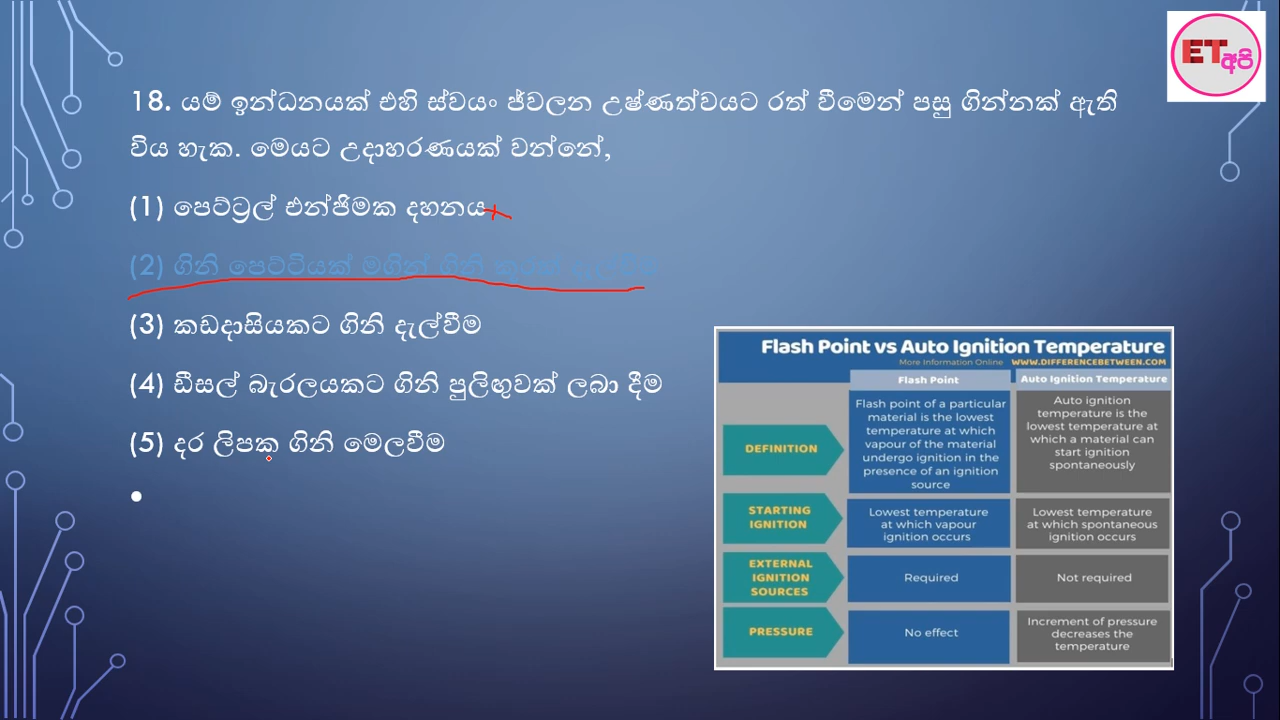 ET අපි
18. යම් ඉන්ධනයක් එහි ස්වයං ජ්වලන උෂ්ණත්වයට රත් වීමෙන් පසු ගින්නක් ඇති
විය හැක. මෙයට උදාහරණයක් වන්නේ,
(1) පෙට්‍රල් එන්ජිමක දහනය
(2) ගිනි පෙට්ටියක් මගින් ගිනි කූරක් දැල්වීම
(3) කඩදාසියකට ගිනි දැල්වීම
(4) ඩීසල් බැරලයකට ගිනි පුලිඟුවක් ලබා දීම
(5) දර ලිපක ගිනි මෙලවීම
Flash Point vs Auto Ignition Temperature
More Information Online WWW.DIFFERENCEBETWEEN.COM
Flash Point
Auto Ignition Temperature
DEFINITION
Flash point of a particular
material is the lowest
temperature at which
vapour of the material
undergo ignition in the
presence of an ignition
source
Auto ignition
temperature is the
lowest temperature at
which a material can
start ignition
spontaneously
STARTING
IGNITION
Lowest temperature
at which vapour
ignition occurs
Lowest temperature
at which spontaneous
ignition occurs
EXTERNAL
IGNITION
SOURCES
Required
Not required
PRESSURE
No effect
Increment of pressure
decreases the
temperature